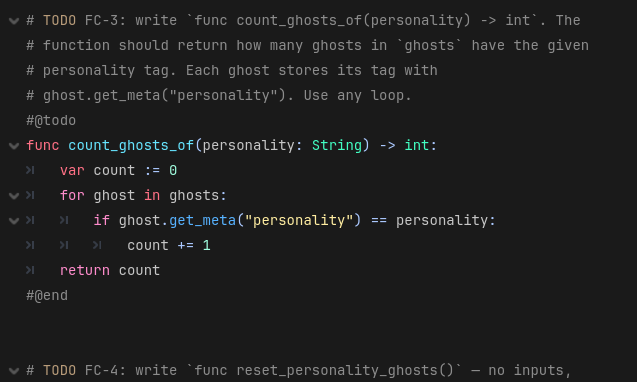 # TODO FC-3: write `func count_ghosts_of(personality) -> int`. The
# function should return how many ghosts in `ghosts` have the given
# personality tag. Each ghost stores its tag with
# ghost.get_meta("personality"). Use any loop.
#@todo
func count_ghosts_of(personality: String) -> int:
	var count := 0
	for ghost in ghosts:
		if ghost.get_meta("personality") == personality:
			count += 1
	return count
#@end
# TODO FC-4: write `func reset_personality_ghosts()` — no inputs,